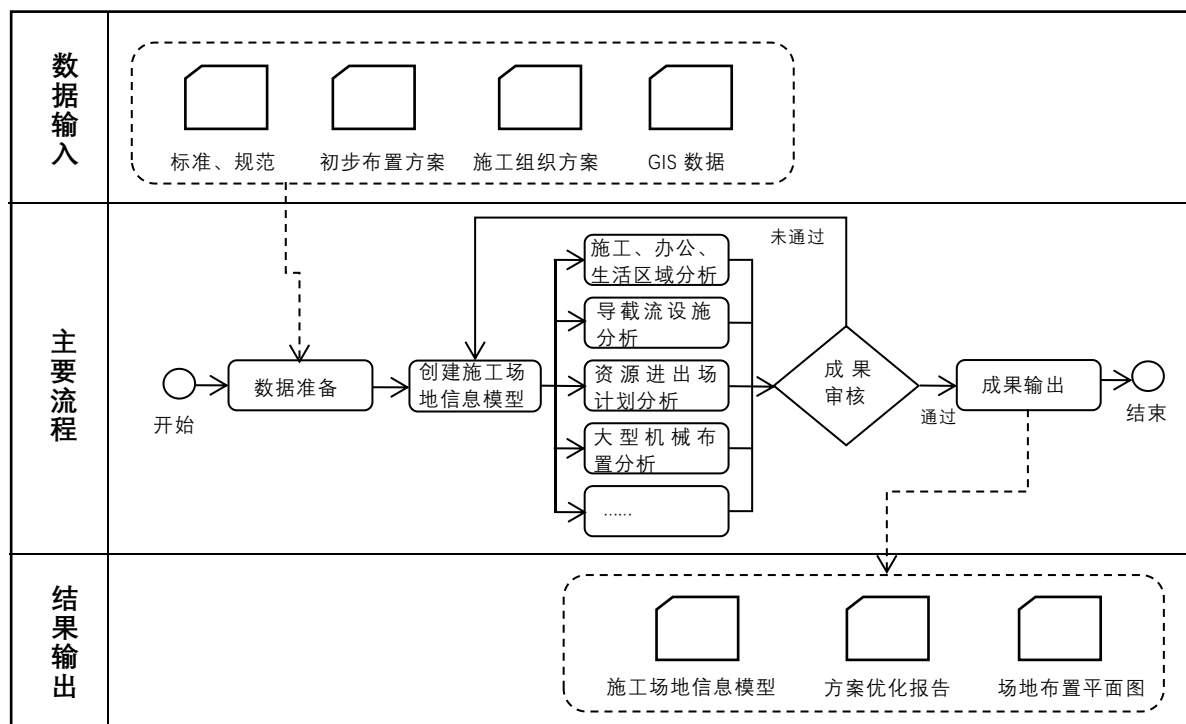 数据输入
标准、规范
初步布置方案
施工组织方案
GIS 数据
主要流程
开始
数据准备
创建施工场
地信息模型
施工、办公、
生活区域分析
导截流设施
分析
资源进出场
计划分析
大型机械布
置分析
……
未通过
成果
审核
通过
成果输出
结束
结果输出
施工场地信息模型
方案优化报告
场地布置平面图